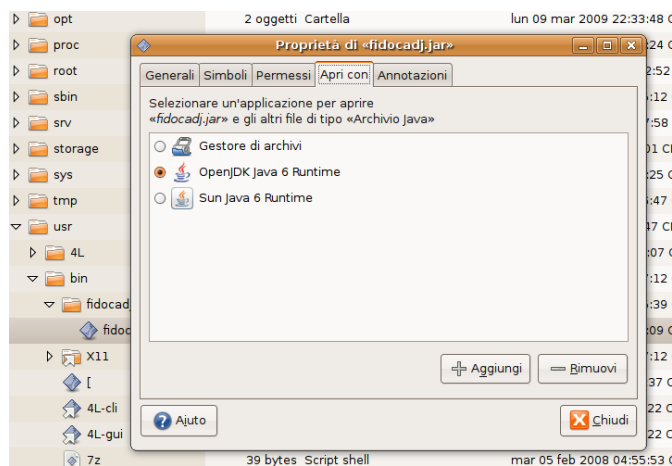 opt 2 oggetti Cartella lun 09 mar 2009 22:33:48 C
proc
root
sbin
srv
storage
sys
tmp
usr
4L
bin
fidocad
fidoc
X11
[
4L-cli
4L-gui
7z 39 bytes Script shell mar 05 feb 2008 04:55:53 C
Proprietà di «fidocadj.jar»
Generali Simboli Permessi Apri con Annotazioni
Selezionare un'applicazione per aprire
«fidocadj.jar» e gli altri file di tipo «Archivio Java»
Gestore di archivi
OpenJDK Java 6 Runtime
Sun Java 6 Runtime
Aggiungi Rimuovi
Aiuto Chiudi